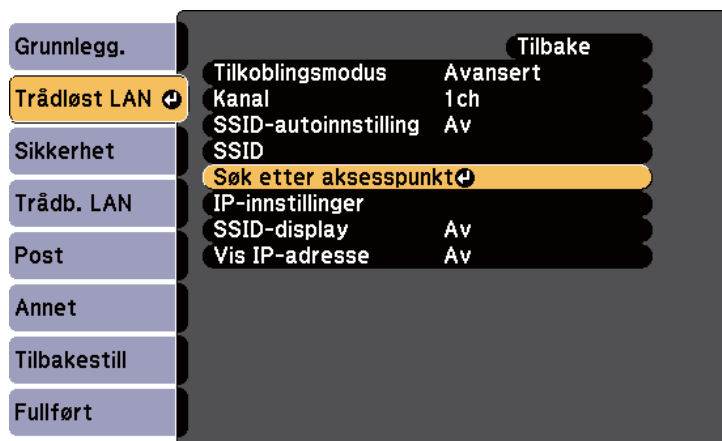 Grunnlegg.
Trådløst LAN
Sikkerhet
Trådb. LAN
Post
Annet
Tilbakestill
Fullført
Tilbake
Tilkoblingsmodus Avansert
Kanal 1ch
SSID-autoinnstilling Av
SSID
Søk etter aksesspunkt
IP-innstillinger
SSID-display Av
Vis IP-adresse Av